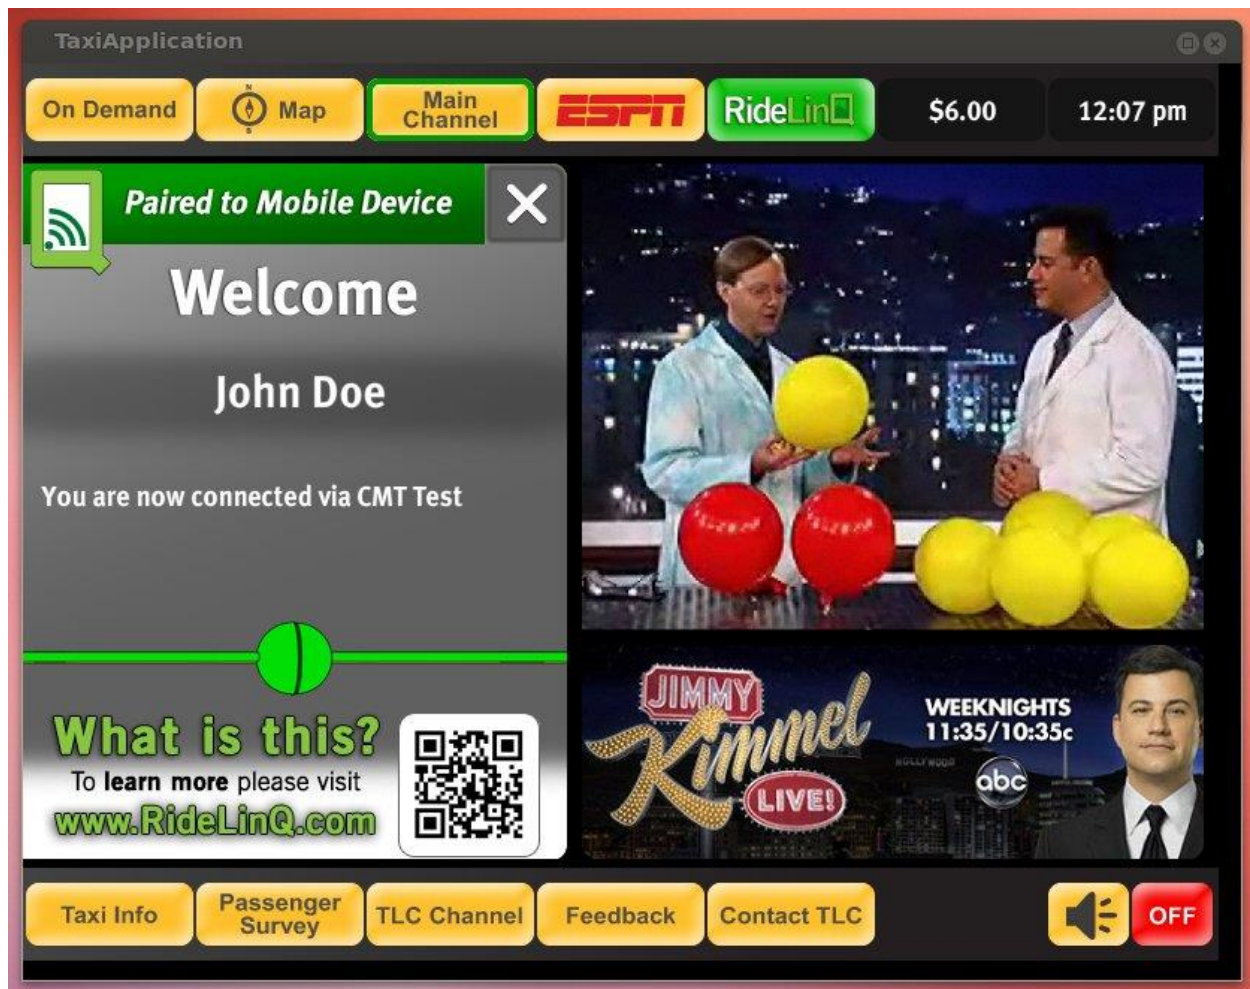 TaxiApplication
On Demand
N
S
Map
Main
Channel
ESPN
RideLinQ
$6.00
12:07 pm
Paired to Mobile Device
Welcome
John Doe
You are now connected via CMT Test
What is this?
To learn more please visit
www.RideLinQ.com
JIMMY
Kimmel
LIVE!
WEEKNIGHTS
11:35/10:35c
HOLLYWOOD
abc
Taxi Info
Passenger
Survey
TLC Channel
Feedback
Contact TLC
OFF